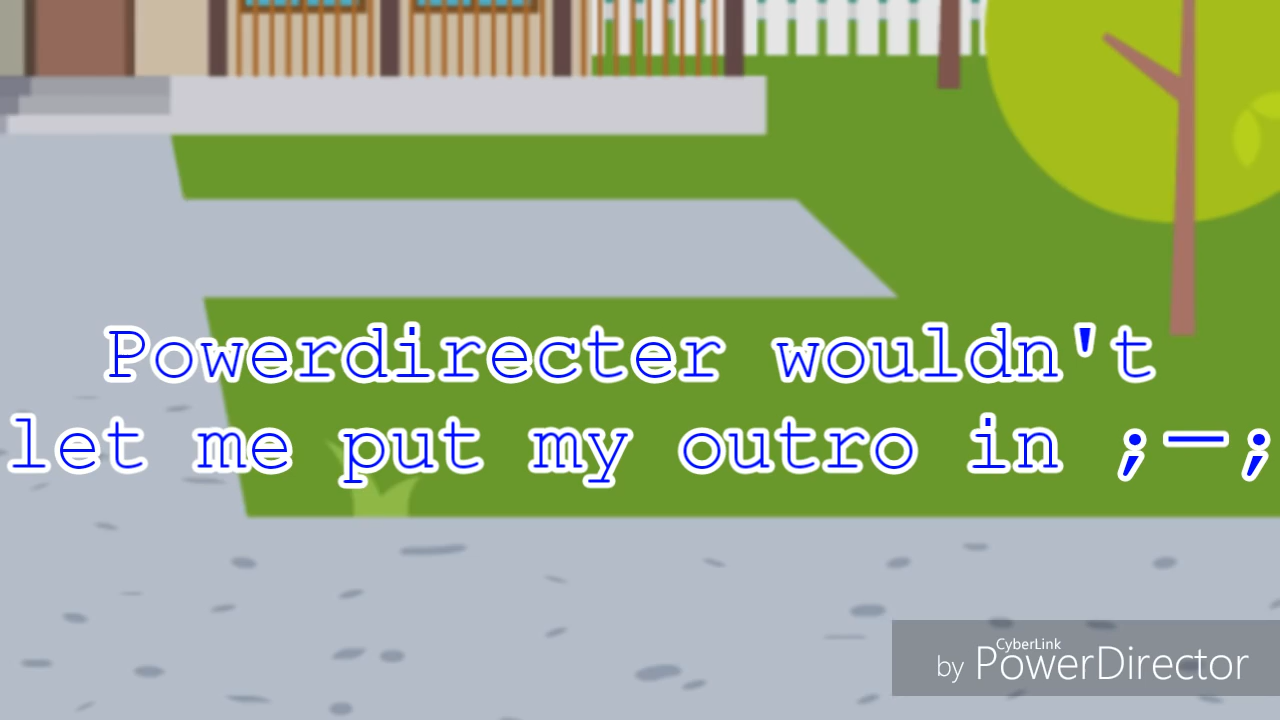 Powerdirecter wouldn't
let me put my outro in ;—;
CyberLink
by PowerDirector